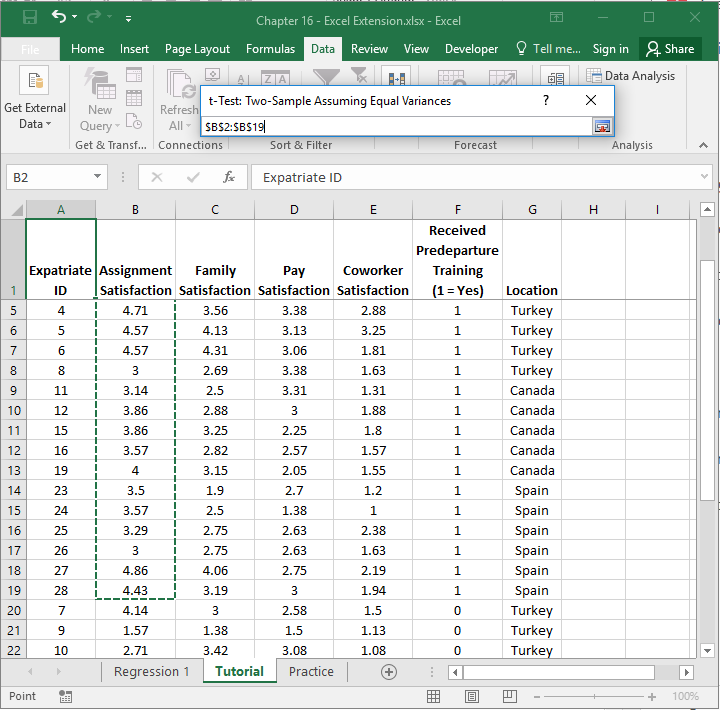 Chapter 16 - Excel Extension.xlsx - Excel
File Home Insert Page Layout Formulas Data Review View Developer Tell me... Sign in Share
Get External Data
New Query
Refresh All
Data Analysis
Get & Transf... Connections Sort & Filter Forecast Analysis
t-Test: Two-Sample Assuming Equal Variances ?
$B$2:$B$19
B2 fx Expatriate ID
A B C D E F G H I
1 Expatriate ID Assignment Satisfaction Family Satisfaction Pay Satisfaction Coworker Satisfaction Received Predeparture Training (1 = Yes) Location
5 4 4.71 3.56 3.38 2.88 1 Turkey
6 5 4.57 4.13 3.13 3.25 1 Turkey
7 6 4.57 4.31 3.06 1.81 1 Turkey
8 8 3 2.69 3.38 1.63 1 Turkey
9 11 3.14 2.5 3.31 1.31 1 Canada
10 12 3.86 2.88 3 1.88 1 Canada
11 15 3.86 3.25 2.25 1.8 1 Canada
12 16 3.57 2.82 2.57 1.57 1 Canada
13 19 4 3.15 2.05 1.55 1 Canada
14 23 3.5 1.9 2.7 1.2 1 Spain
15 24 3.57 2.5 1.38 1 1 Spain
16 25 3.29 2.75 2.63 2.38 1 Spain
17 26 3 2.75 2.63 1.63 1 Spain
18 27 4.86 4.06 2.75 2.19 1 Spain
19 28 4.43 3.19 3 1.94 1 Spain
20 7 4.14 3 2.58 1.5 0 Turkey
21 9 1.57 1.38 1.5 1.13 0 Turkey
22 10 2.71 3.42 3.08 1.08 0 Turkey
Regression 1 Tutorial Practice
Point 100%